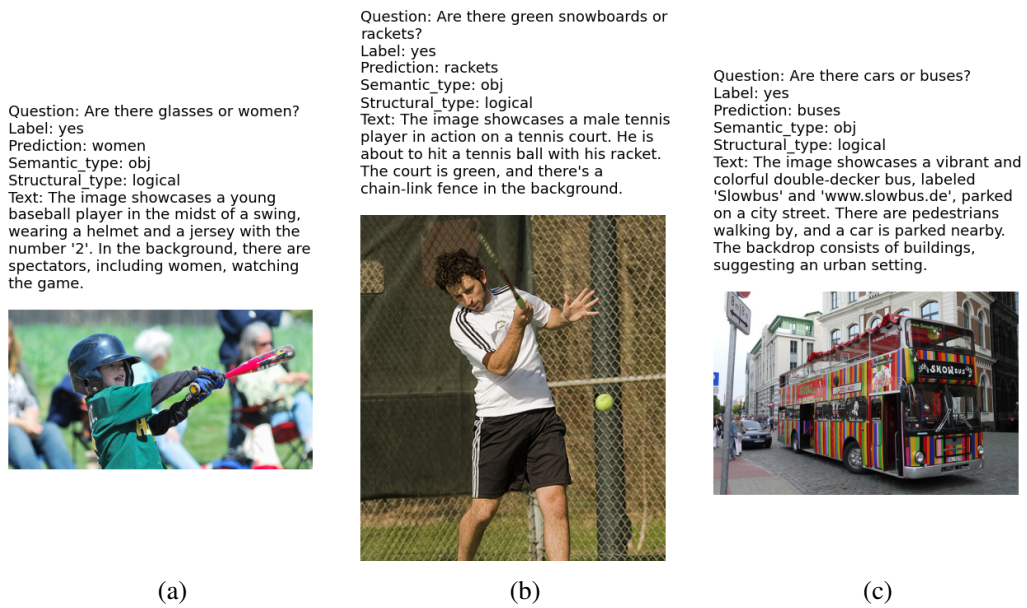 Question: Are there glasses or women?
Label: yes
Prediction: women
Semantic_type: obj
Structural_type: logical
Text: The image showcases a young
baseball player in the midst of a swing,
wearing a helmet and a jersey with the
number '2'. In the background, there are
spectators, including women, watching
the game.
(a)
Question: Are there green snowboards or
rackets?
Label: yes
Prediction: rackets
Semantic_type: obj
Structural_type: logical
Text: The image showcases a male tennis
player in action on a tennis court. He is
about to hit a tennis ball with his racket.
The court is green, and there's a
chain-link fence in the background.
(b)
Question: Are there cars or buses?
Label: yes
Prediction: buses
Semantic_type: obj
Structural_type: logical
Text: The image showcases a vibrant and
colorful double-decker bus, labeled
'Slowbus' and 'www.slowbus.de', parked
on a city street. There are pedestrians
walking by, and a car is parked nearby.
The backdrop consists of buildings,
suggesting an urban setting.
(c)